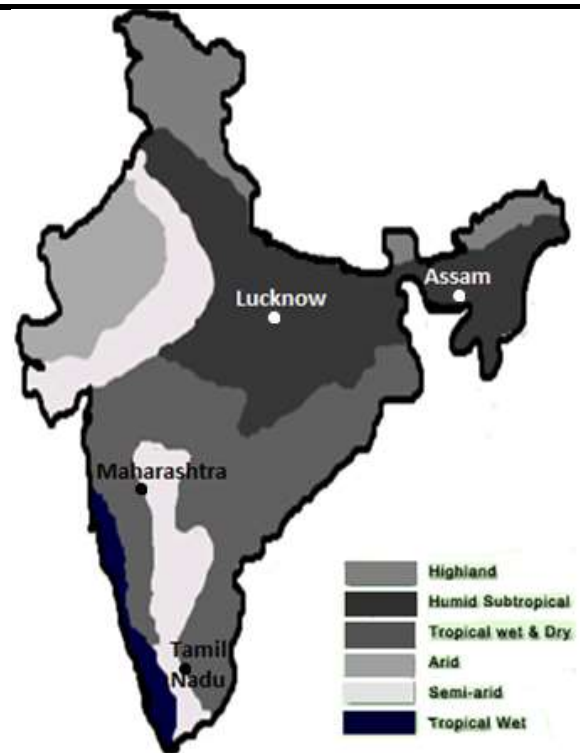 Assam
Lucknow
Maharashtra
Tamil
Nadu
Highland
Humid Subtropical
Tropical wet & Dry
Arid
Semi-arid
Tropical Wet